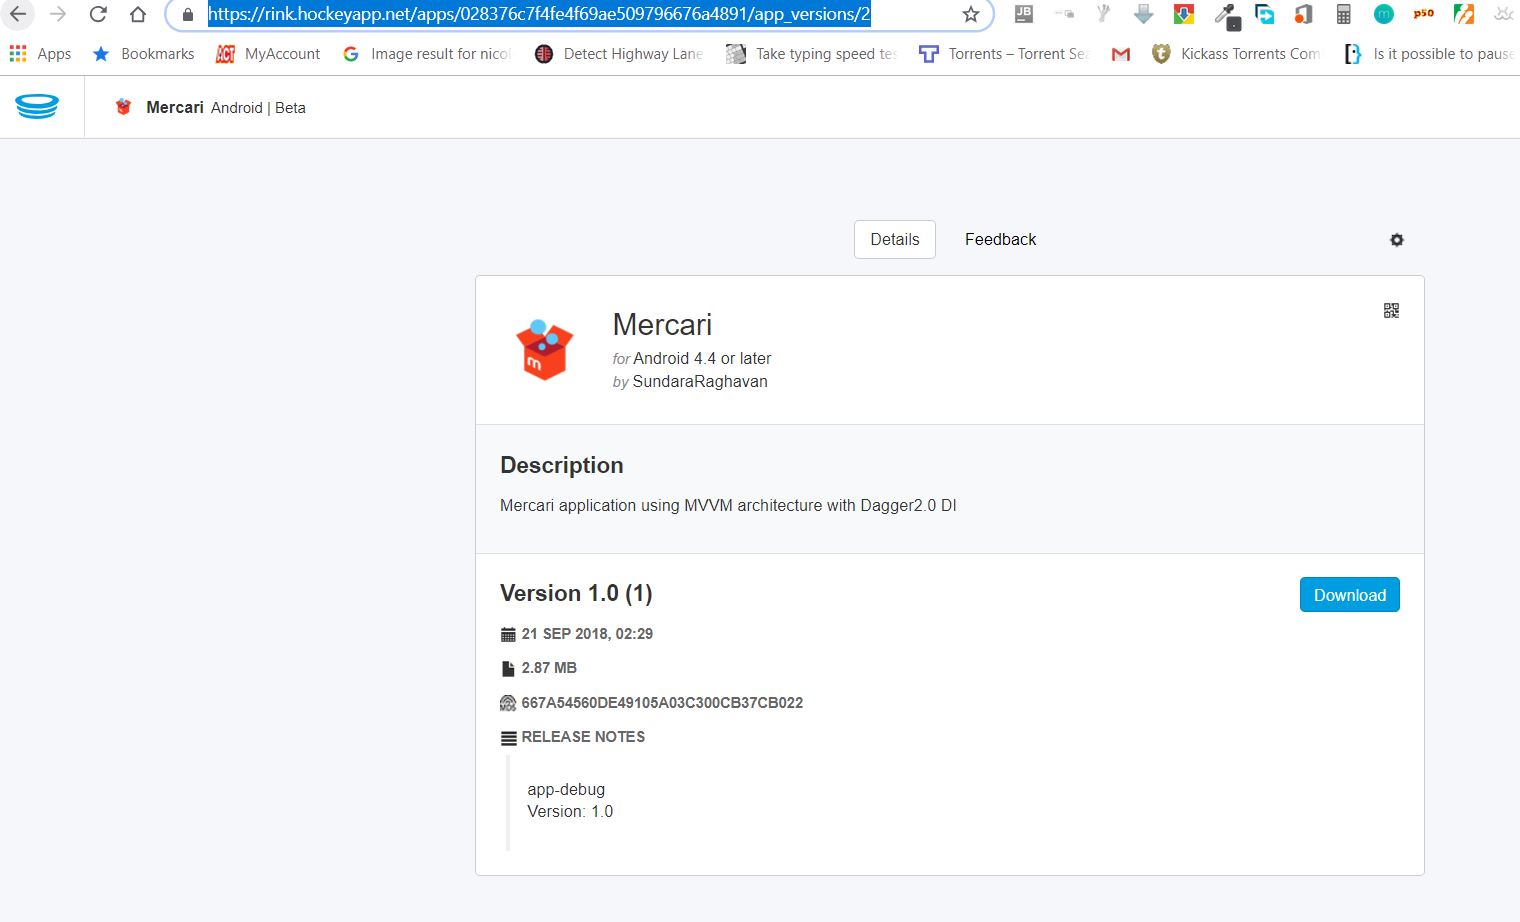 https://rink.hockeyapp.net/apps/028376c7f4fe4f69ae509796676a4891/app_versions/2
JB
m
p50
Apps
Bookmarks
ACT MyAccount
Image result for nicol
Detect Highway Lane
Take typing speed tes
Torrents – Torrent Sea
Kickass Torrents Com
Is it possible to pause
Mercari Android | Beta
Details
Feedback
m
Mercari
for Android 4.4 or later
by SundaraRaghavan
Description
Mercari application using MVVM architecture with Dagger2.0 DI
Version 1.0 (1)
Download
21 SEP 2018, 02:29
2.87 MB
667A54560DE49105A03C300CB37CB022
RELEASE NOTES
app-debug
Version: 1.0